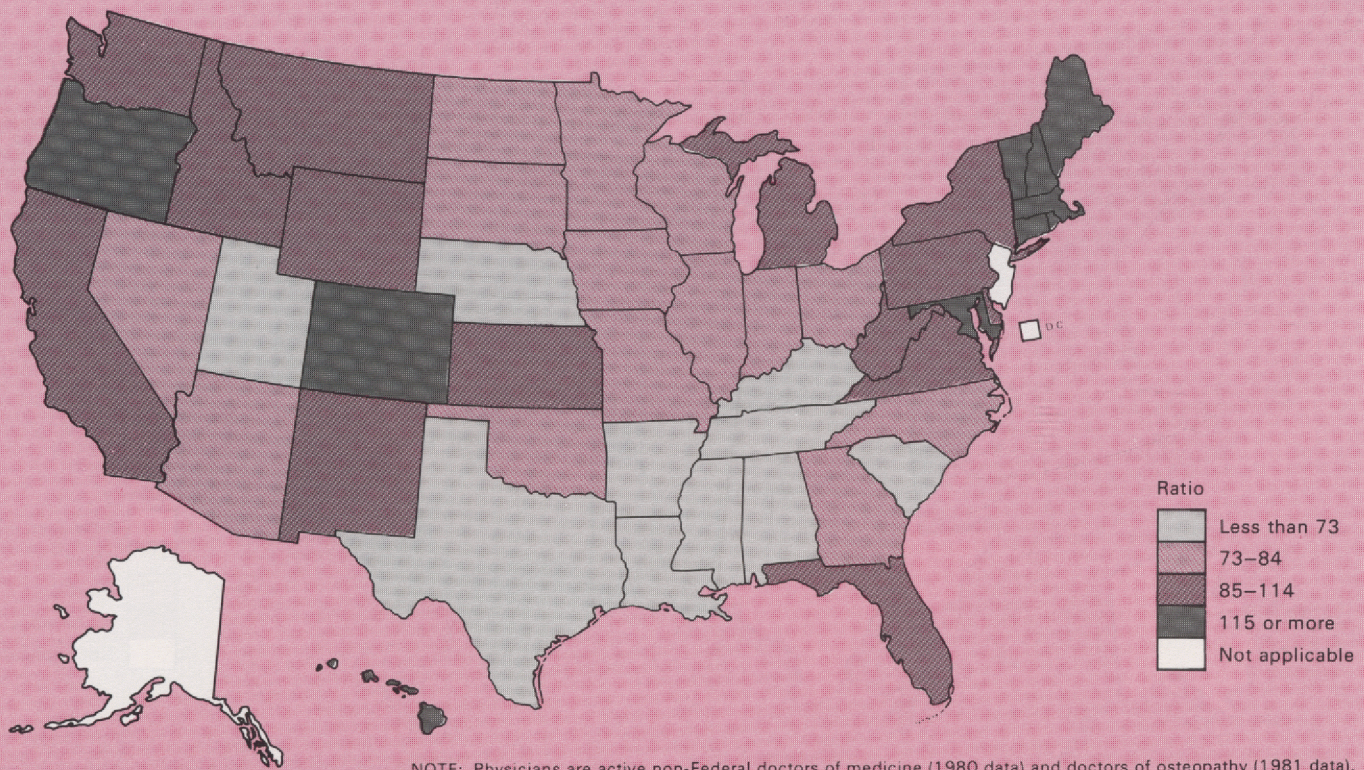 DC
Ratio
Less than 73
73–84
85–114
115 or more
Not applicable
NOTE: Physicians are active non-Federal doctors of medicine (1980 data) and doctors of osteopathy (1981 data).